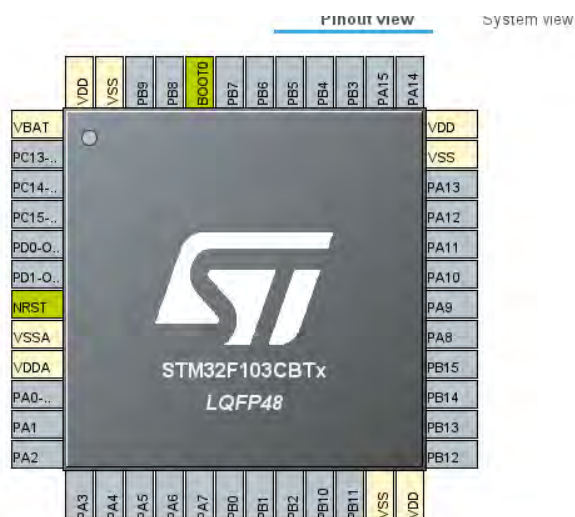 Pinout view System view
VDD VSS PB9 PB8 BOOT0 PB7 PB6 PB5 PB4 PB3 PA15 PA14
VBAT
PC13-..
PC14-..
PC15-..
PD0-O..
PD1-O..
NRST
VSSA
VDDA
PA0-..
PA1
PA2
ST
STM32F103CBTx
LQFP48
VDD
VSS
PA13
PA12
PA11
PA10
PA9
PA8
PB15
PB14
PB13
PB12
PA3 PA4 PA5 PA6 PA7 PB0 PB1 PB2 PB10 PB11 VSS VDD